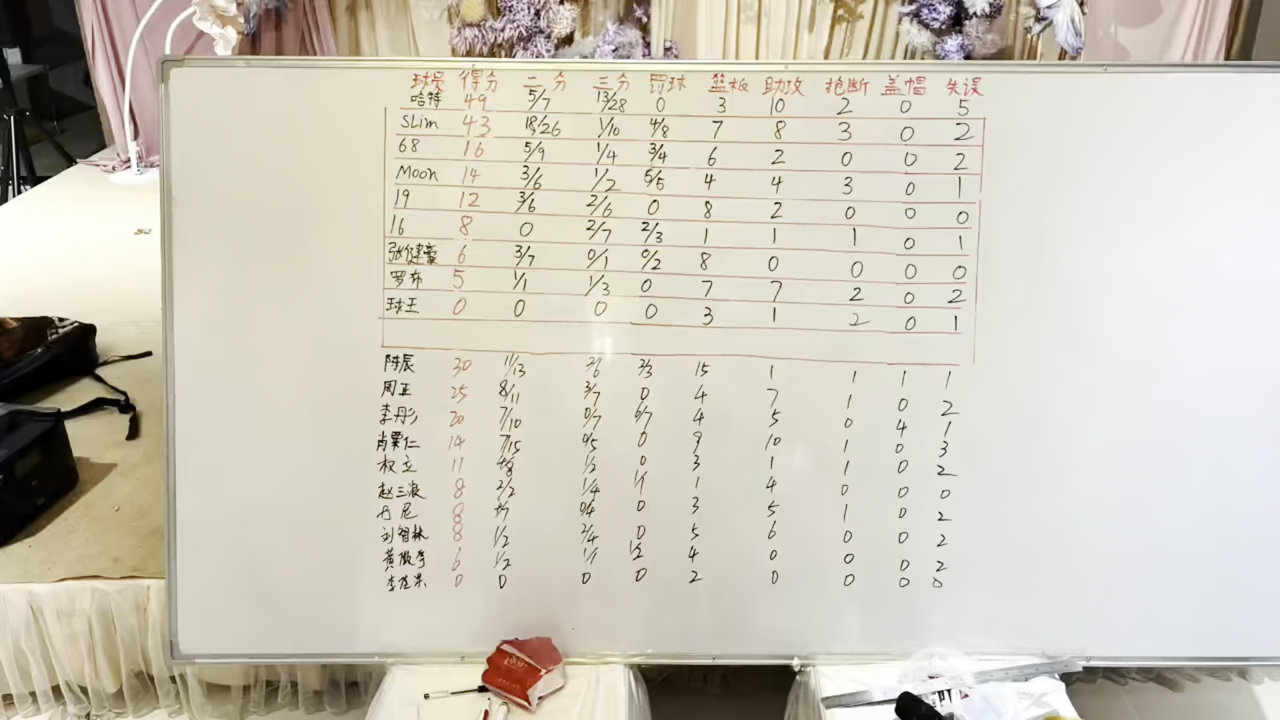 球员 得分 二分 三分 罚球 篮板 助攻 抢断 盖帽 失误
哈特 49 5/7 13/28 0 3 10 2 0 5
SLim 43 18/26 1/10 4/8 7 8 3 0 2
68 16 5/9 1/4 3/4 6 2 0 0 2
Moon 14 3/6 1/2 5/5 4 4 3 0 1
19 12 3/6 2/6 0 8 2 0 0 0
16 8 0 2/7 2/3 1 1 1 0 1
张健豪 6 3/7 0/1 0/2 8 0 0 0 0
罗布 5 1/1 1/3 0 7 7 2 0 2
球王 0 0 0 0 3 1 2 0 1
陈辰 30 11/13 2/6 2/3 15 1 1 1 1
周正 25 8/11 3/7 0 4 7 1 0 2
李彤 20 7/10 0/7 6/7 4 5 0 4 1
肖霁仁 14 7/15 0/5 0 9 10 1 0 3
权立 11 4/8 1/2 0 3 1 1 0 2
赵三浪 8 2/2 1/4 1/1 1 4 0 0 0
丹尼 8 4/7 0/4 0 3 5 1 0 2
刘智林 8 1/2 2/4 0 5 6 0 0 2
黄 6 1/2 1/1 1/2 4 0 0 0 2
李 0 0 0 0 2 0 0 0 0